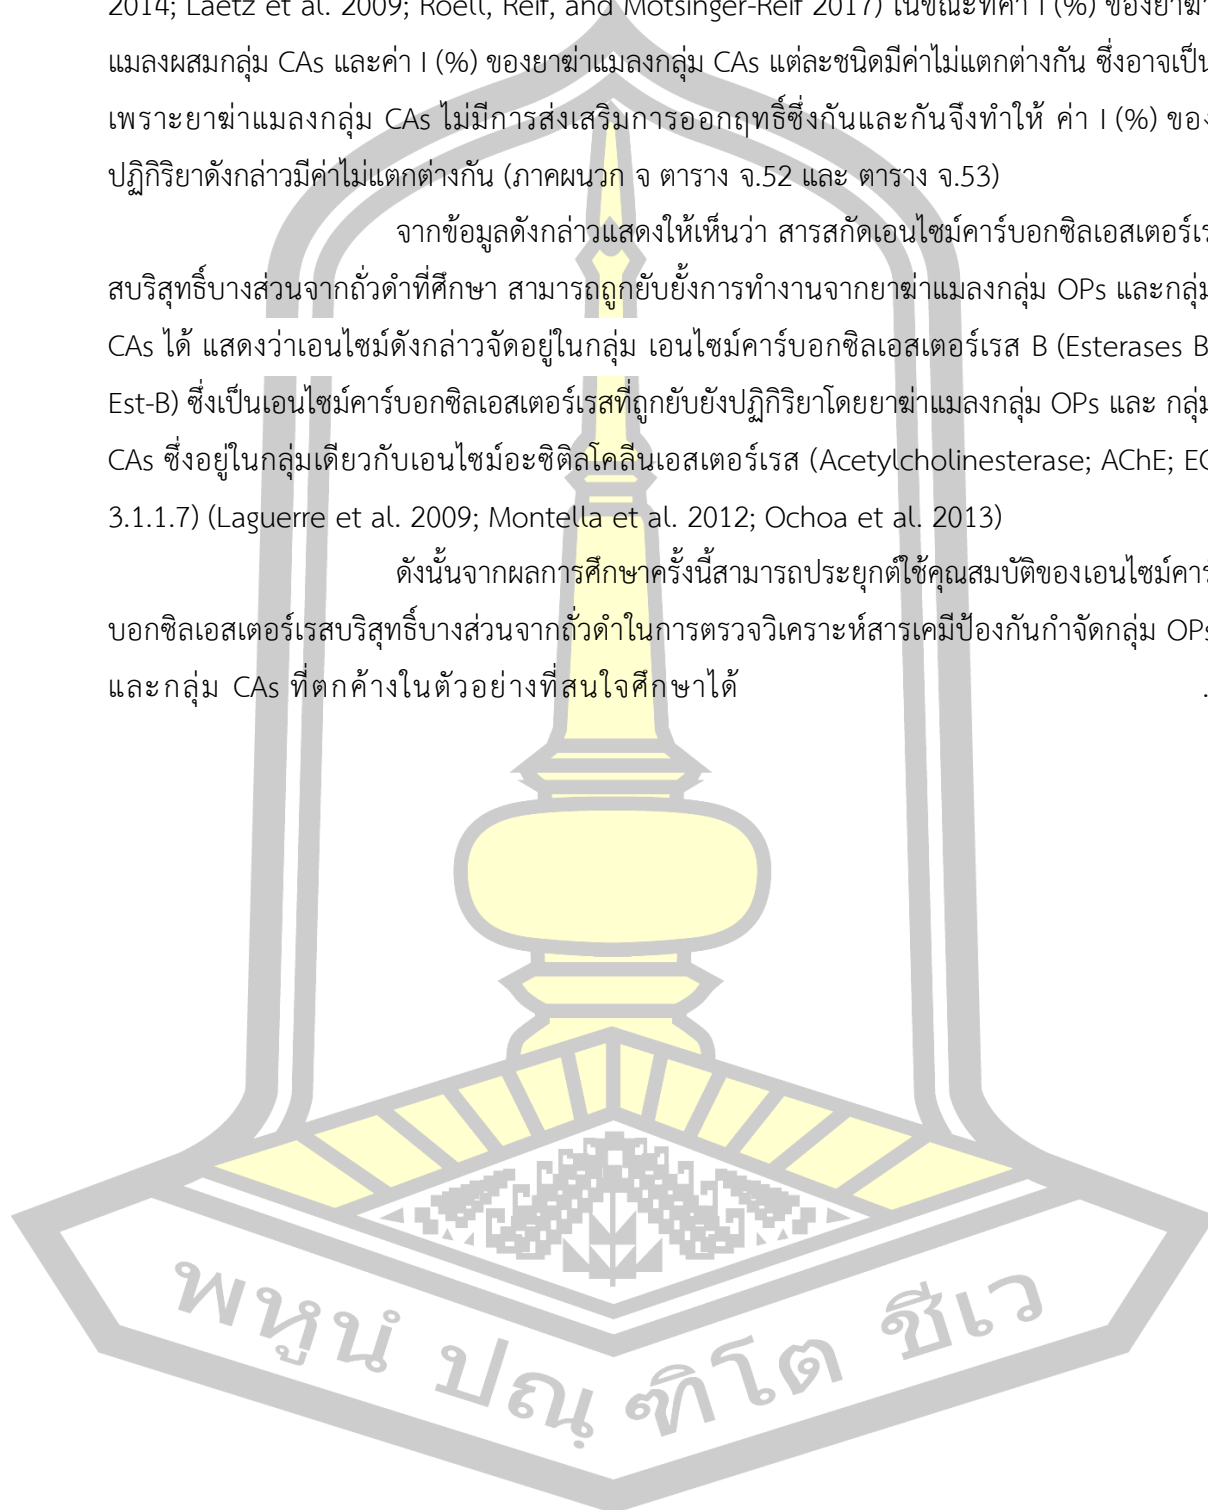 2014; Laetz et al. 2009; Roell, Reif, and Motsinger-Reif 2017) ในขณะที่ค่า I (%) ของยาฆ่า
แมลงผสมกลุ่ม CAs และค่า I (%) ของยาฆ่าแมลงกลุ่ม CAs แต่ละชนิดมีค่าไม่แตกต่างกัน ซึ่งอาจเป็น
เพราะยาฆ่าแมลงกลุ่ม CAs ไม่มีการส่งเสริมการออกฤทธิ์ซึ่งกันและกันจึงทำให้ ค่า I (%) ของ
ปฏิกิริยาดังกล่าวมีค่าไม่แตกต่างกัน (ภาคผนวก จ ตาราง จ.52 และ ตาราง จ.53)
จากข้อมูลดังกล่าวแสดงให้เห็นว่า สารสกัดเอนไซม์คาร์บอกซิลเอสเตอร์เร
สบริสุทธิ์บางส่วนจากถั่วดำที่ศึกษา สามารถถูกยับยั้งการทำงานจากยาฆ่าแมลงกลุ่ม OPs และกลุ่ม
CAs ได้ แสดงว่าเอนไซม์ดังกล่าวจัดอยู่ในกลุ่ม เอนไซม์คาร์บอกซิลเอสเตอร์เรส B (Esterases B
Est-B) ซึ่งเป็นเอนไซม์คาร์บอกซิลเอสเตอร์เรสที่ถูกยับยังปฏิกิริยาโดยยาฆ่าแมลงกลุ่ม OPs และ กลุ่ม
CAs ซึ่งอยู่ในกลุ่มเดียวกับเอนไซม์อะซิติลโคลีนเอสเตอร์เรส (Acetylcholinesterase; AChE; EC
3.1.1.7) (Laguerre et al. 2009; Montella et al. 2012; Ochoa et al. 2013)
ดังนั้นจากผลการศึกษาครั้งนี้สามารถประยุกต์ใช้คุณสมบัติของเอนไซม์คาร์
บอกซิลเอสเตอร์เรสบริสุทธิ์บางส่วนจากถั่วดำในการตรวจวิเคราะห์สารเคมีป้องกันกำจัดกลุ่ม OPs
และกลุ่ม CAs ที่ตกค้างในตัวอย่างที่สนใจศึกษาได้ .
พหูนํ ปณฺฑิโต ชีเว